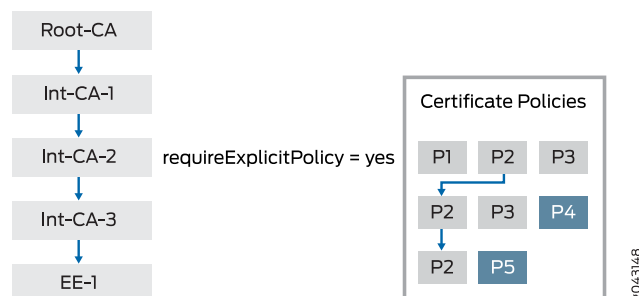 Root-CA
Int-CA-1
Int-CA-2
Int-CA-3
EE-1
requireExplicitPolicy = yes
Certificate Policies
P1 P2 P3
P2 P3 P4
P2 P5